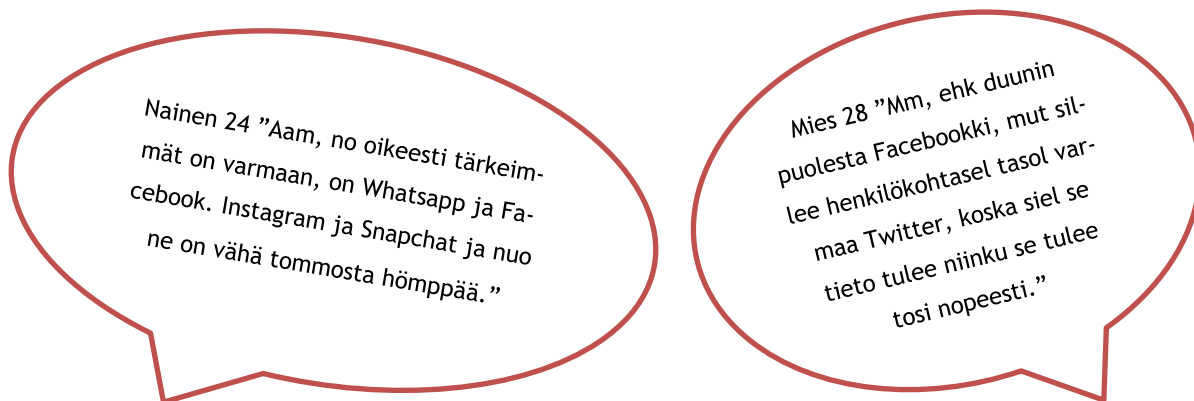 Nainen 24 ”Aam, no oikeesti tärkeim-
mät on varmaan, on Whatsapp ja Fa-
cebook. Instagram ja Snapchat ja nuo
ne on vähä tommosta hömppää.”
Mies 28 ”Mm, ehk duunin
puolesta Facebookki, mut sil-
lee henkilökohtasel tasol var-
maa Twitter, koska siel se
tieto tulee niinku se tulee
tosi nopeesti.”